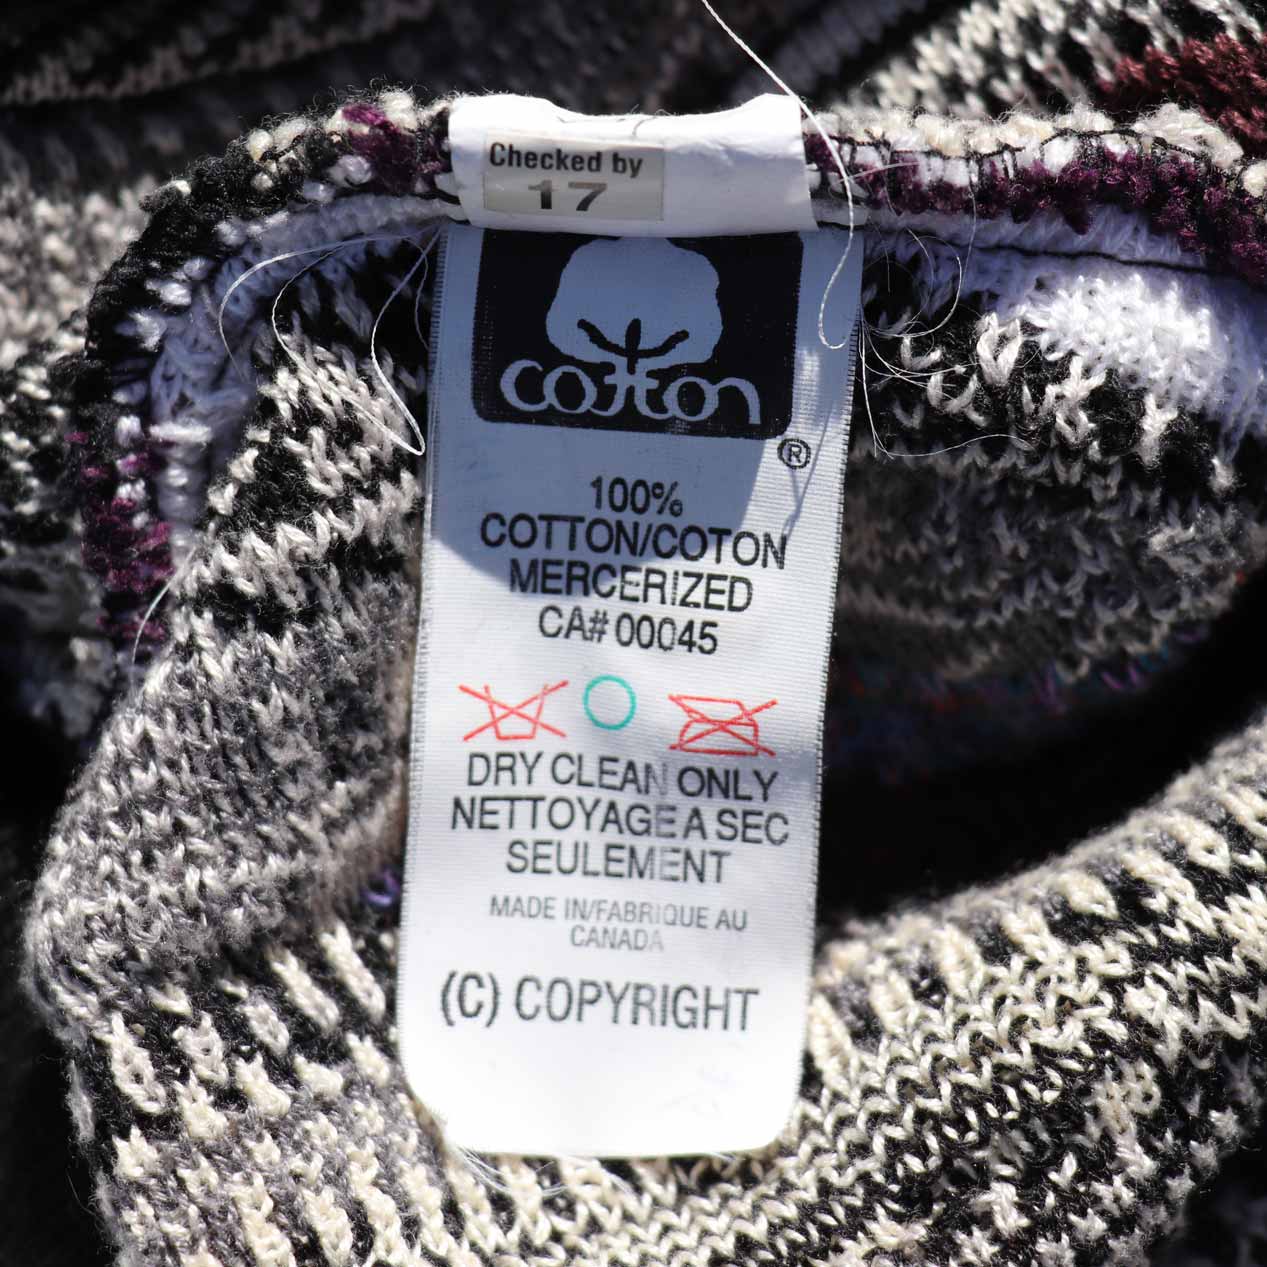 Checked by
17
cotton
®
100%
COTTON/COTON
MERCERIZED
CA# 00045
DRY CLEAN ONLY
NETTOYAGE A SEC
SEULEMENT
MADE IN/FABRIQUE AU
CANADA
(C) COPYRIGHT